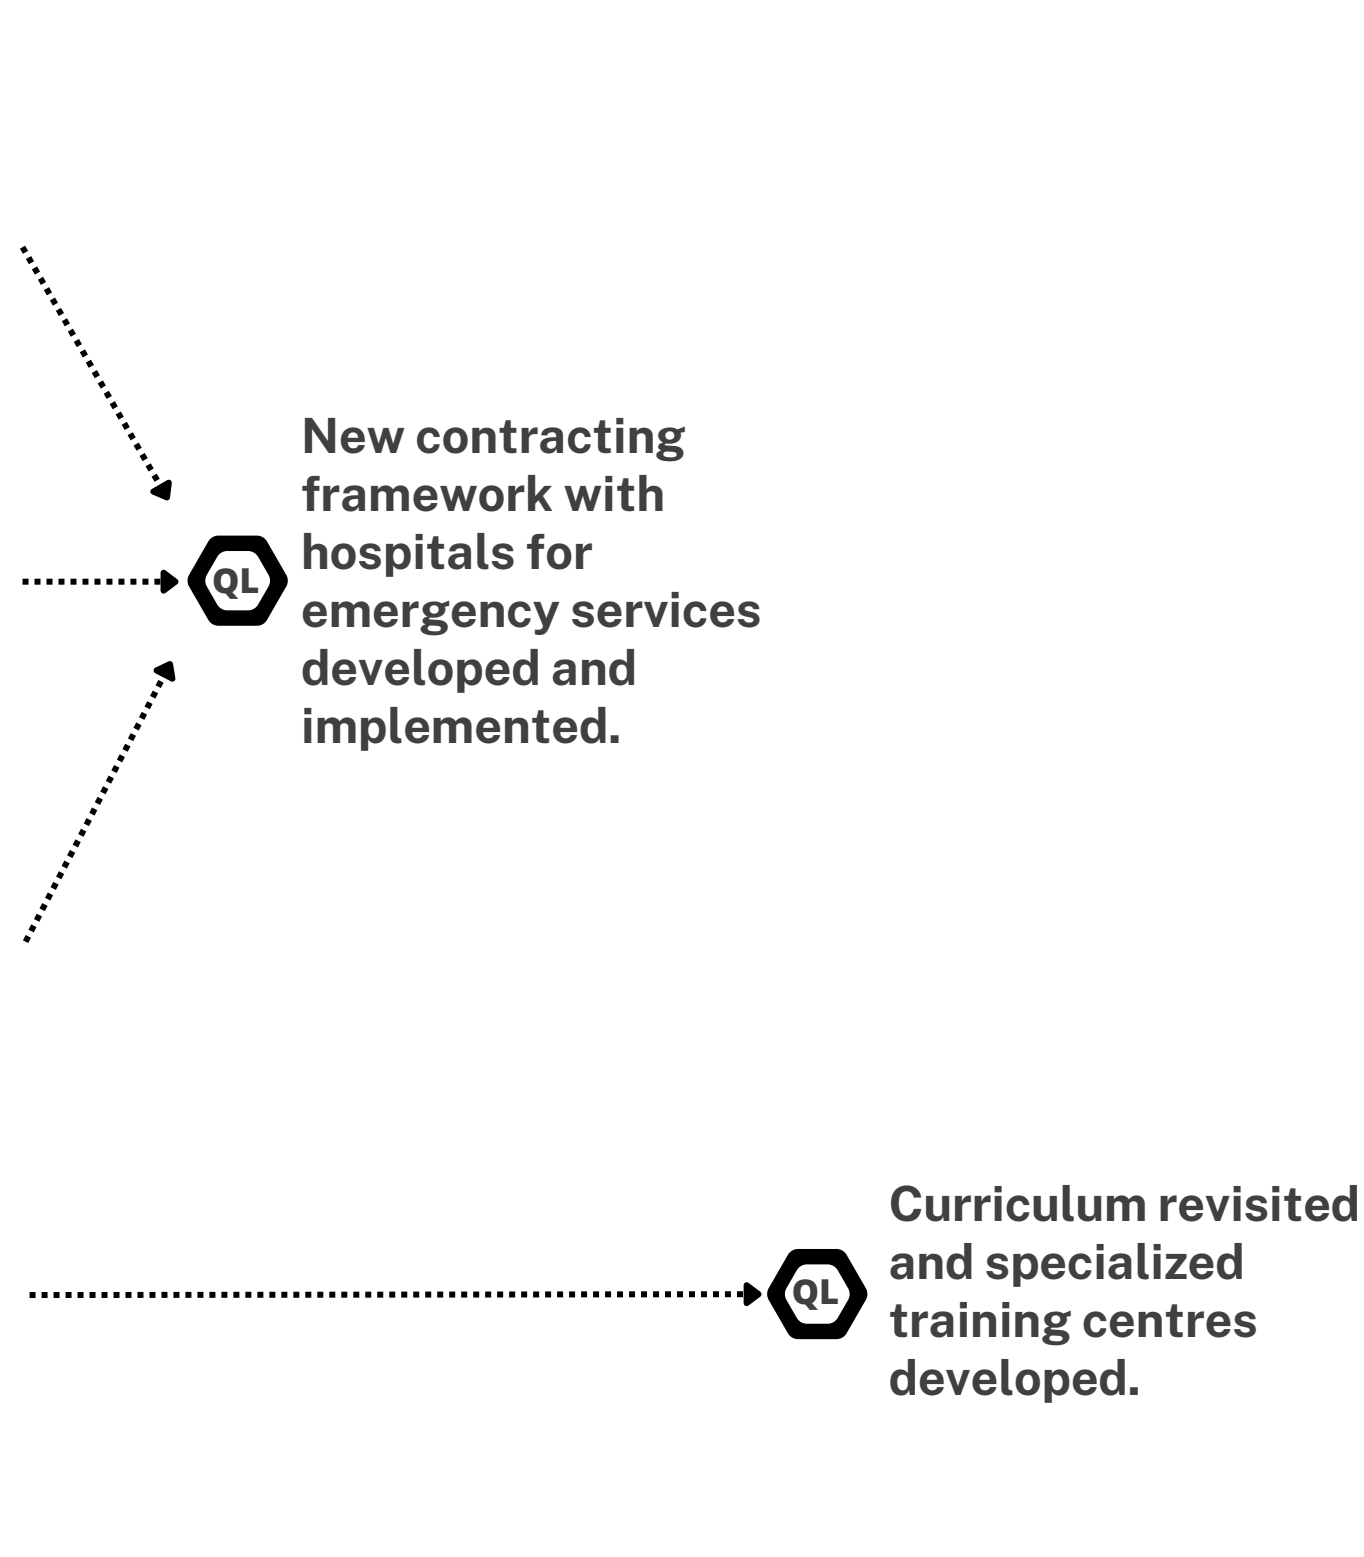 New contracting
framework with
hospitals for
emergency services
developed and
implemented.
QL
Curriculum revisited
and specialized
training centres
developed.
QL